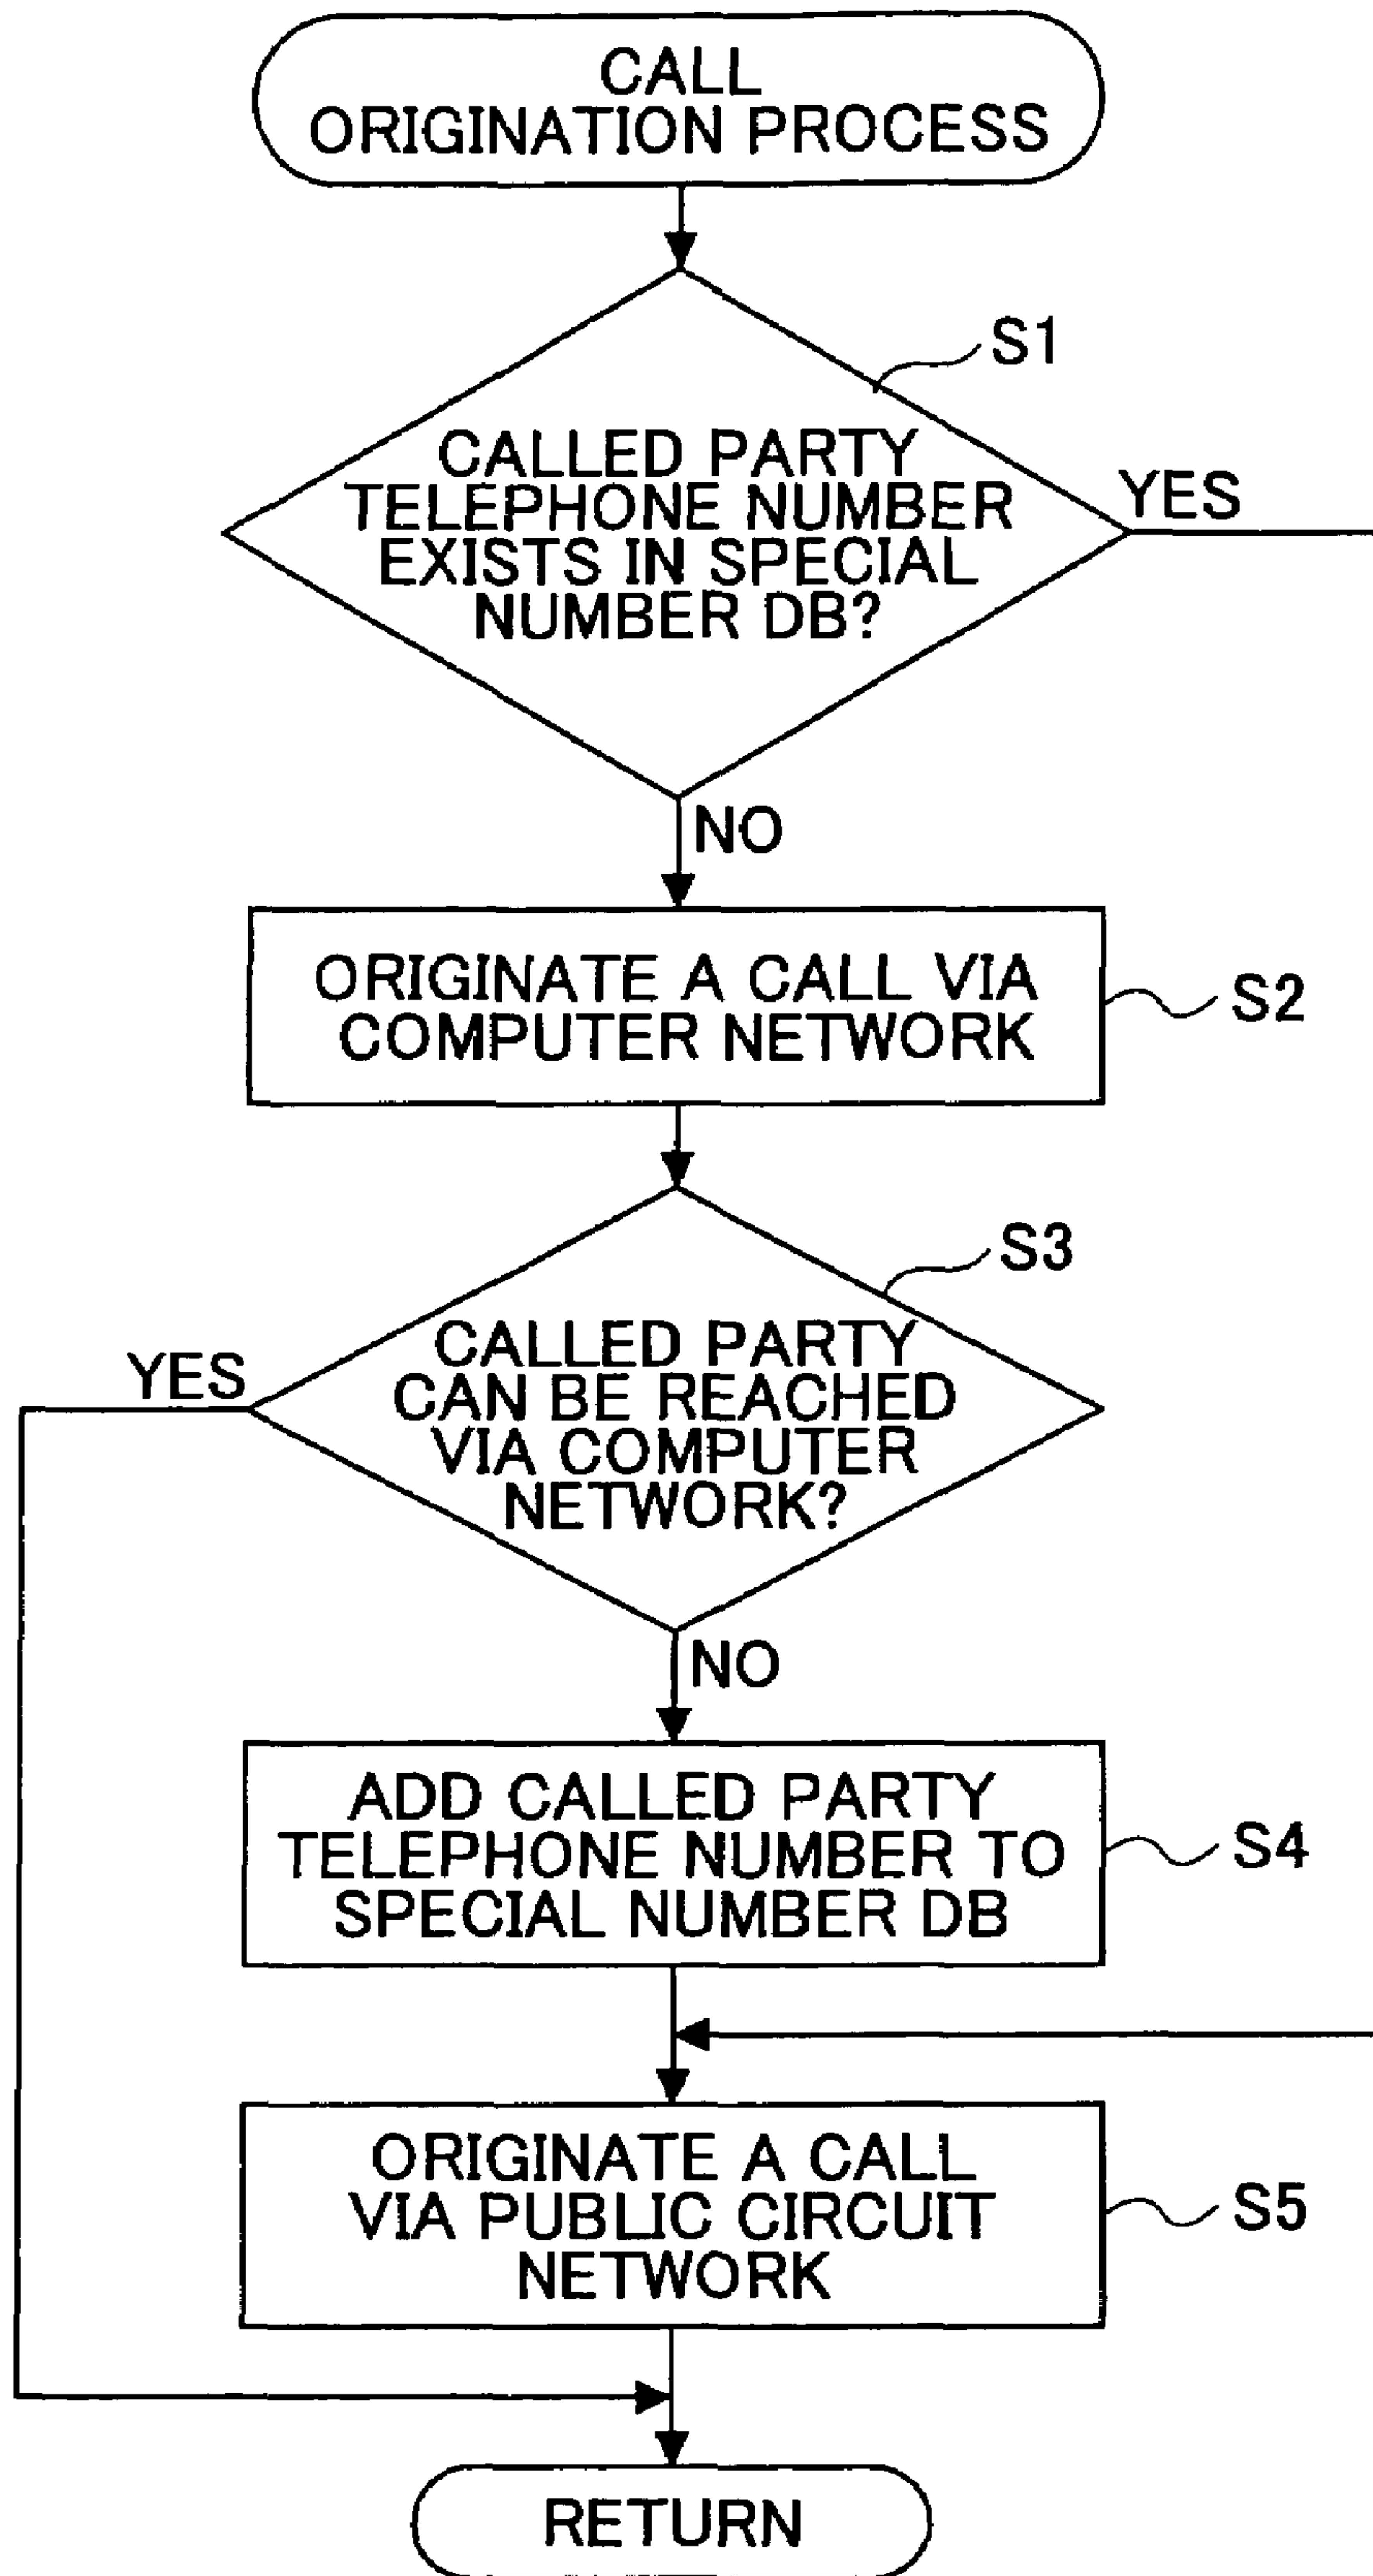 CALL
ORIGINATION PROCESS
S1
CALLED PARTY
TELEPHONE NUMBER
EXISTS IN SPECIAL
NUMBER DB?
YES
NO
ORIGINATE A CALL VIA
COMPUTER NETWORK
S2
S3
CALLED PARTY
CAN BE REACHED
VIA COMPUTER
NETWORK?
YES
NO
ADD CALLED PARTY
TELEPHONE NUMBER TO
SPECIAL NUMBER DB
S4
ORIGINATE A CALL
VIA PUBLIC CIRCUIT
NETWORK
S5
RETURN